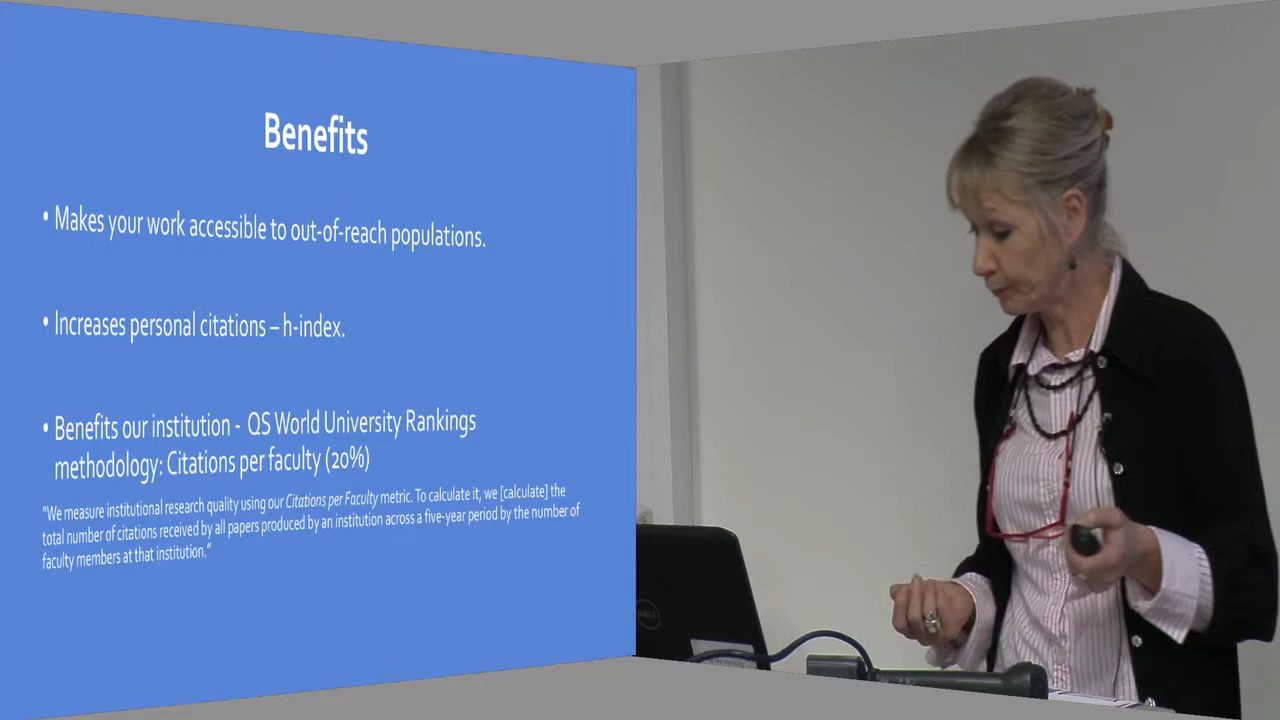 Benefits
• Makes your work accessible to out-of-reach populations.
• Increases personal citations – h-index.
• Benefits our institution - QS World University Rankings
methodology: Citations per faculty (20%)
"We measure institutional research quality using our Citations per Faculty metric. To calculate it, we [calculate] the
total number of citations received by all papers produced by an institution across a five-year period by the number of
faculty members at that institution.”
DELL